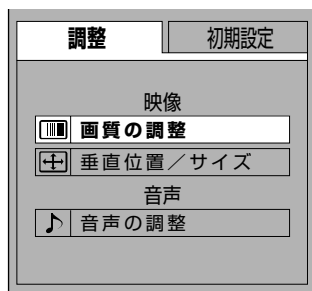 調整 初期設定
映像
画質の調整
垂直位置／サイズ
音声
音声の調整